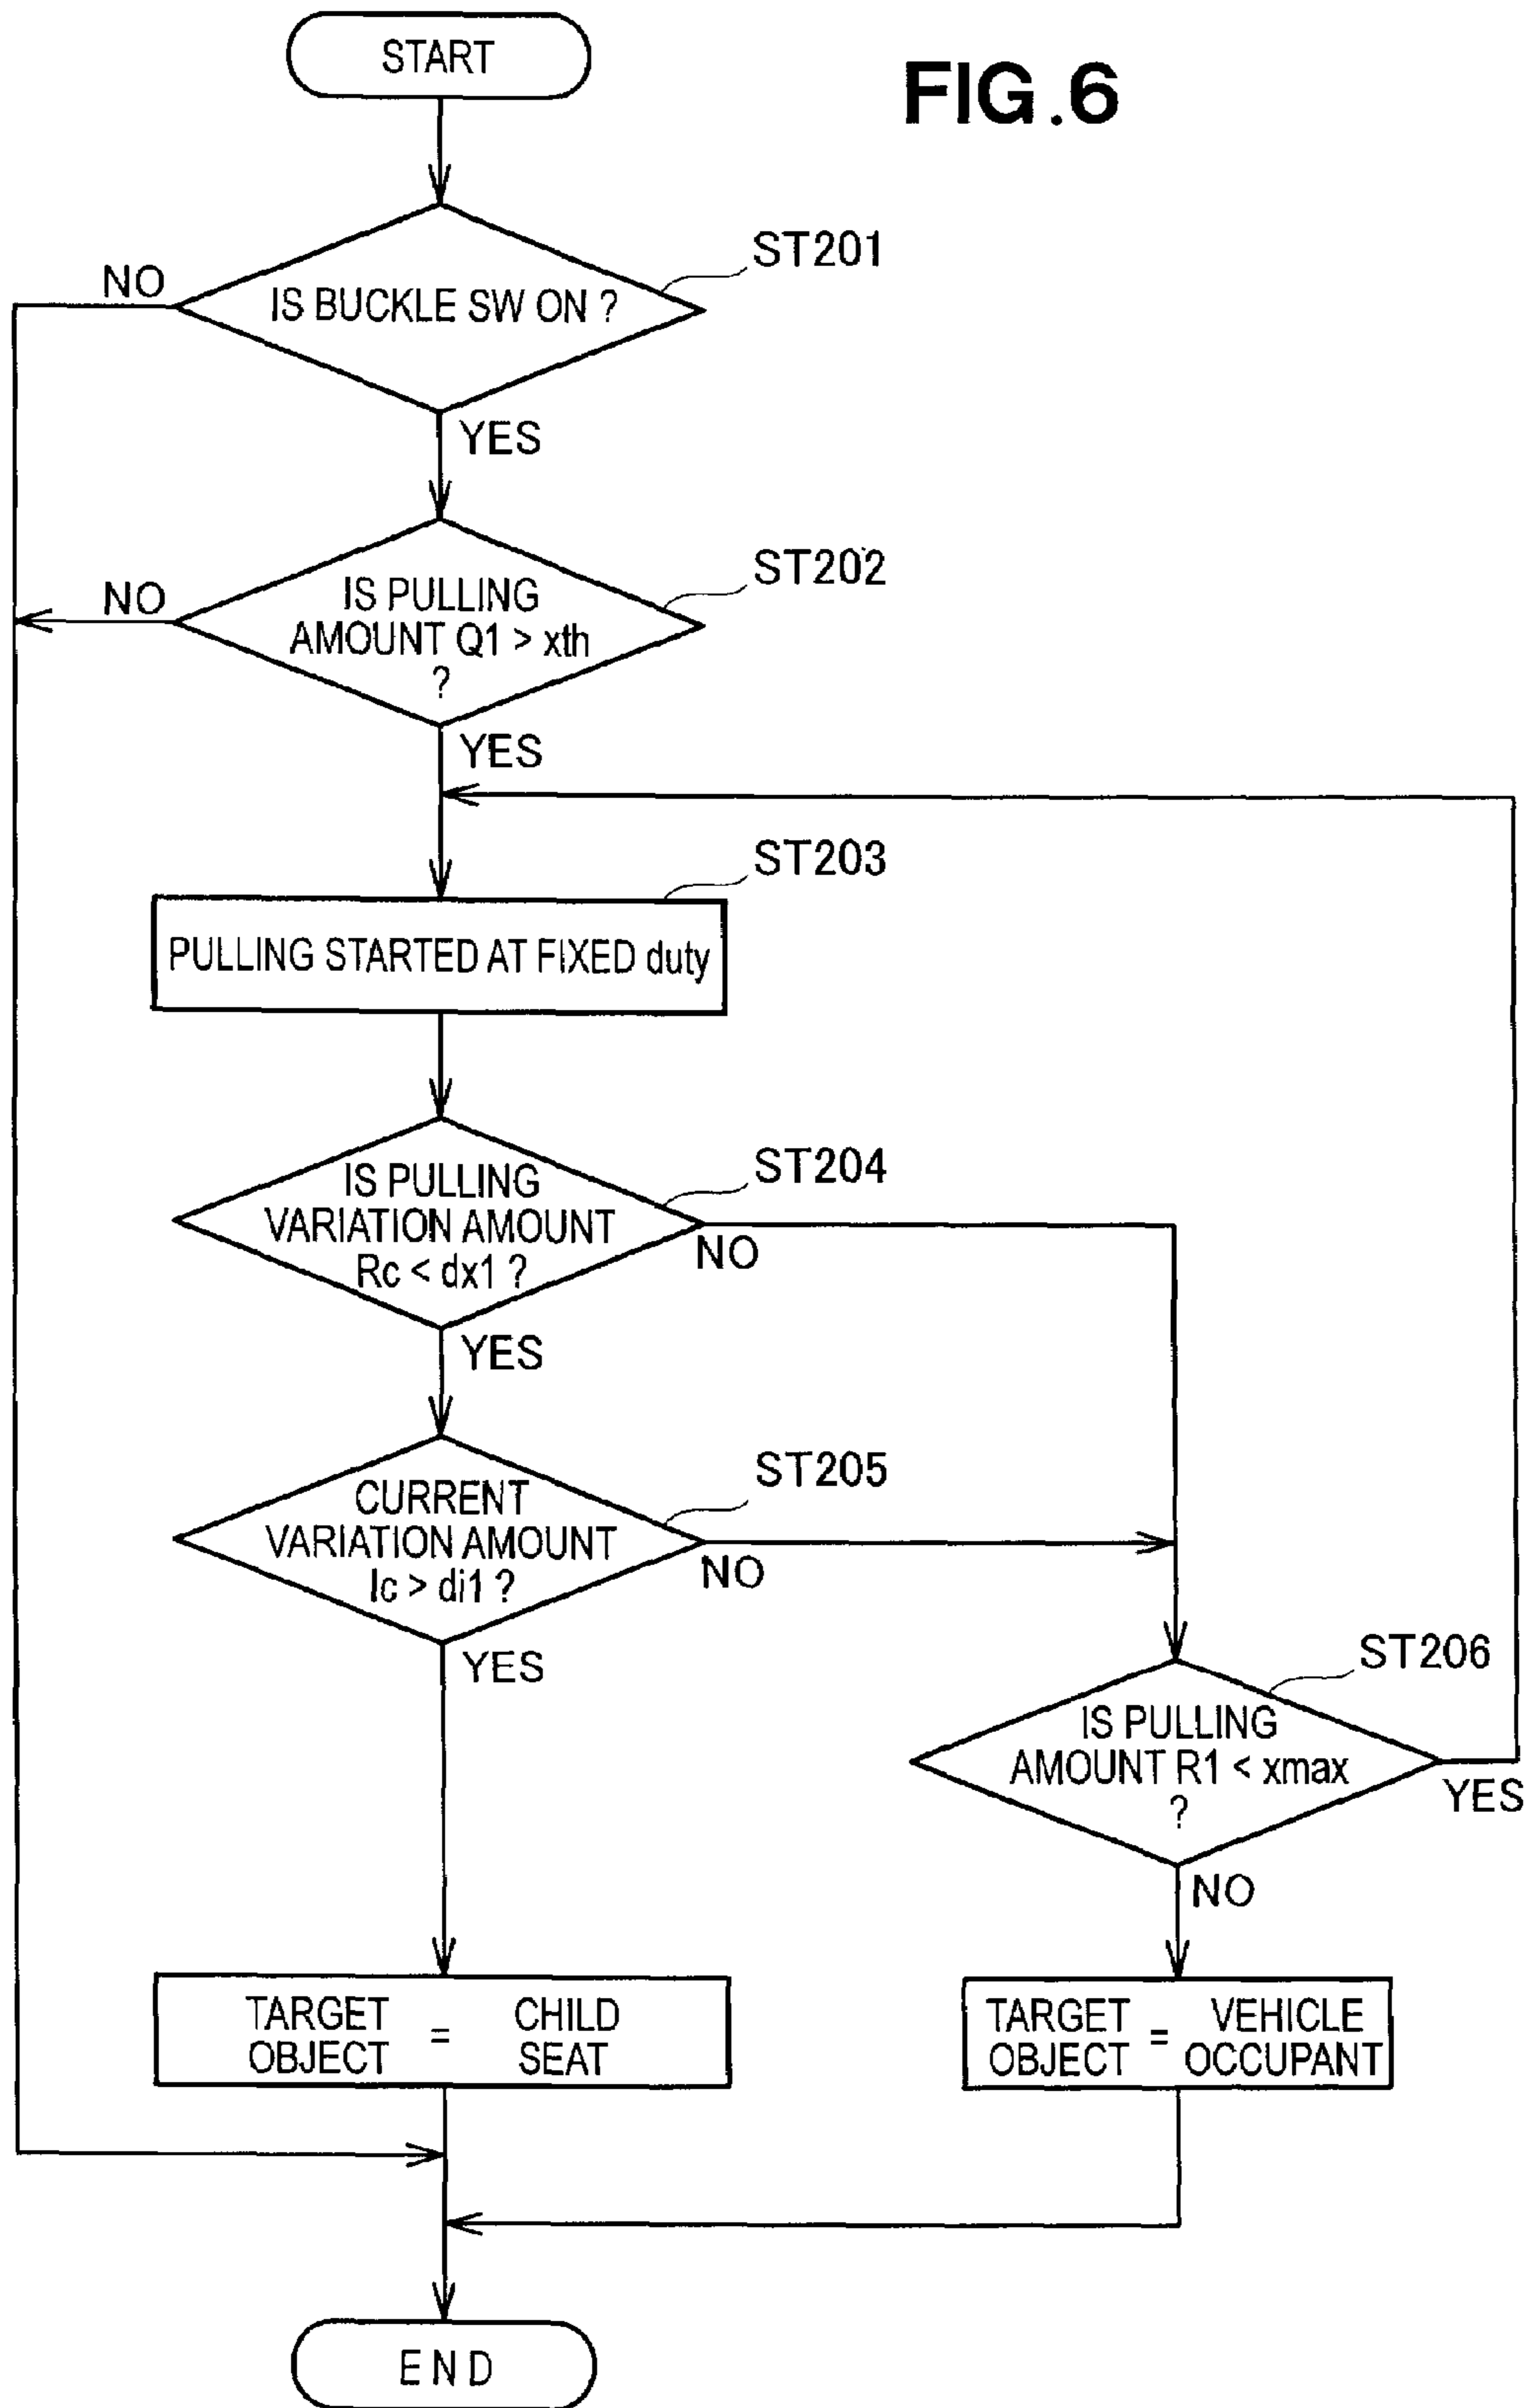 START
FIG.6
ST201
NO
IS BUCKLE SW ON ?
YES
ST202
NO
IS PULLING
AMOUNT Q1 > xth
?
YES
ST203
PULLING STARTED AT FIXED duty
ST204
IS PULLING
VARIATION AMOUNT
Rc < dx1 ?
NO
YES
ST205
CURRENT
VARIATION AMOUNT
Ic > di1 ?
NO
YES
ST206
IS PULLING
AMOUNT R1 < xmax
?
YES
NO
TARGET OBJECT = CHILD SEAT
TARGET OBJECT = VEHICLE OCCUPANT
END